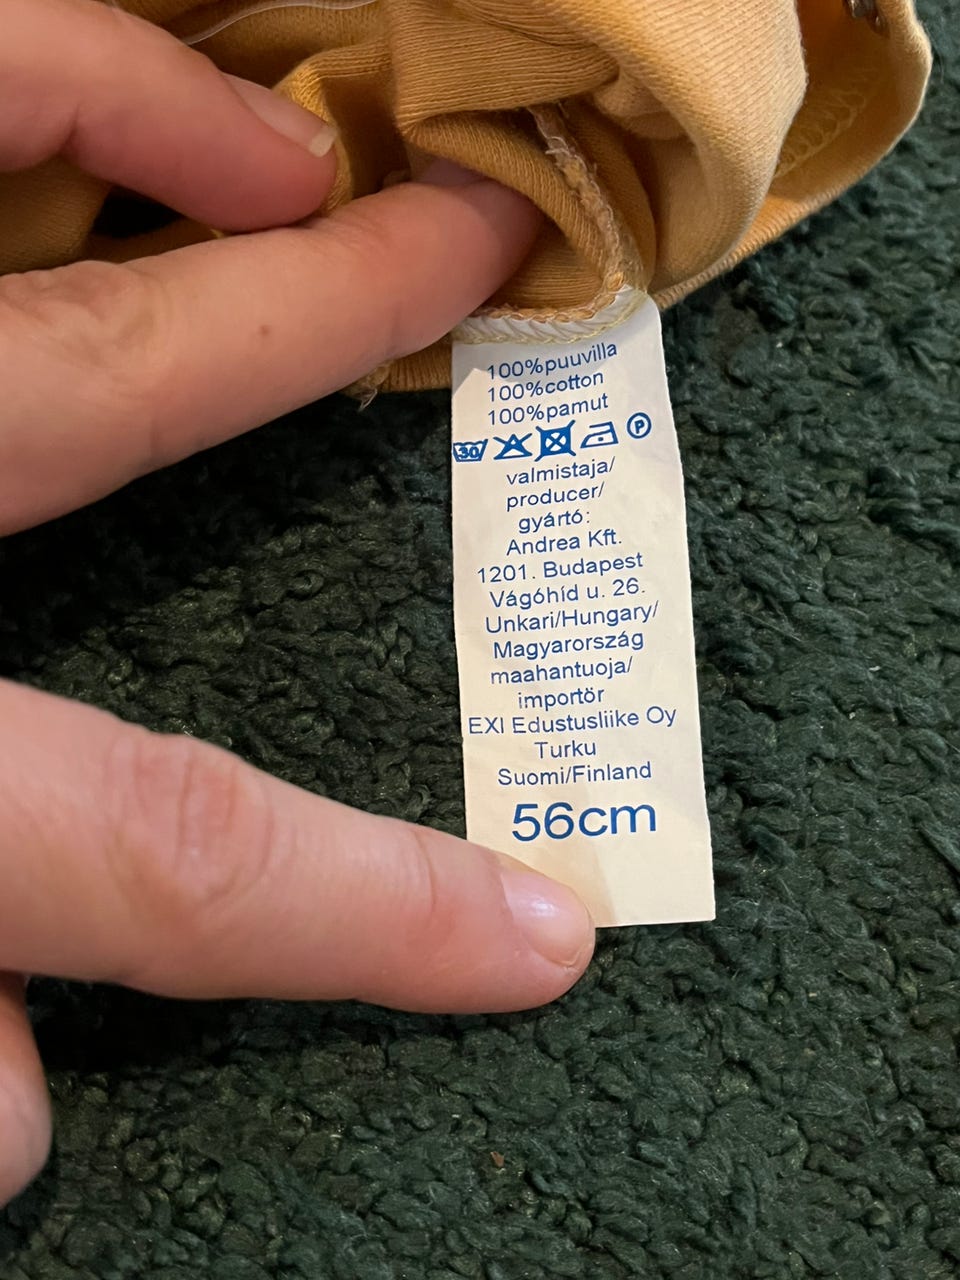 100%puuvilla
100%cotton
100%pamut
30 P
valmistaja/
producer/
gyártó:
Andrea Kft.
1201. Budapest
Vágóhíd u. 26.
Unkari/Hungary/
Magyarország
maahantuoja/
importör
EXI Edustusliike Oy
Turku
Suomi/Finland
56cm